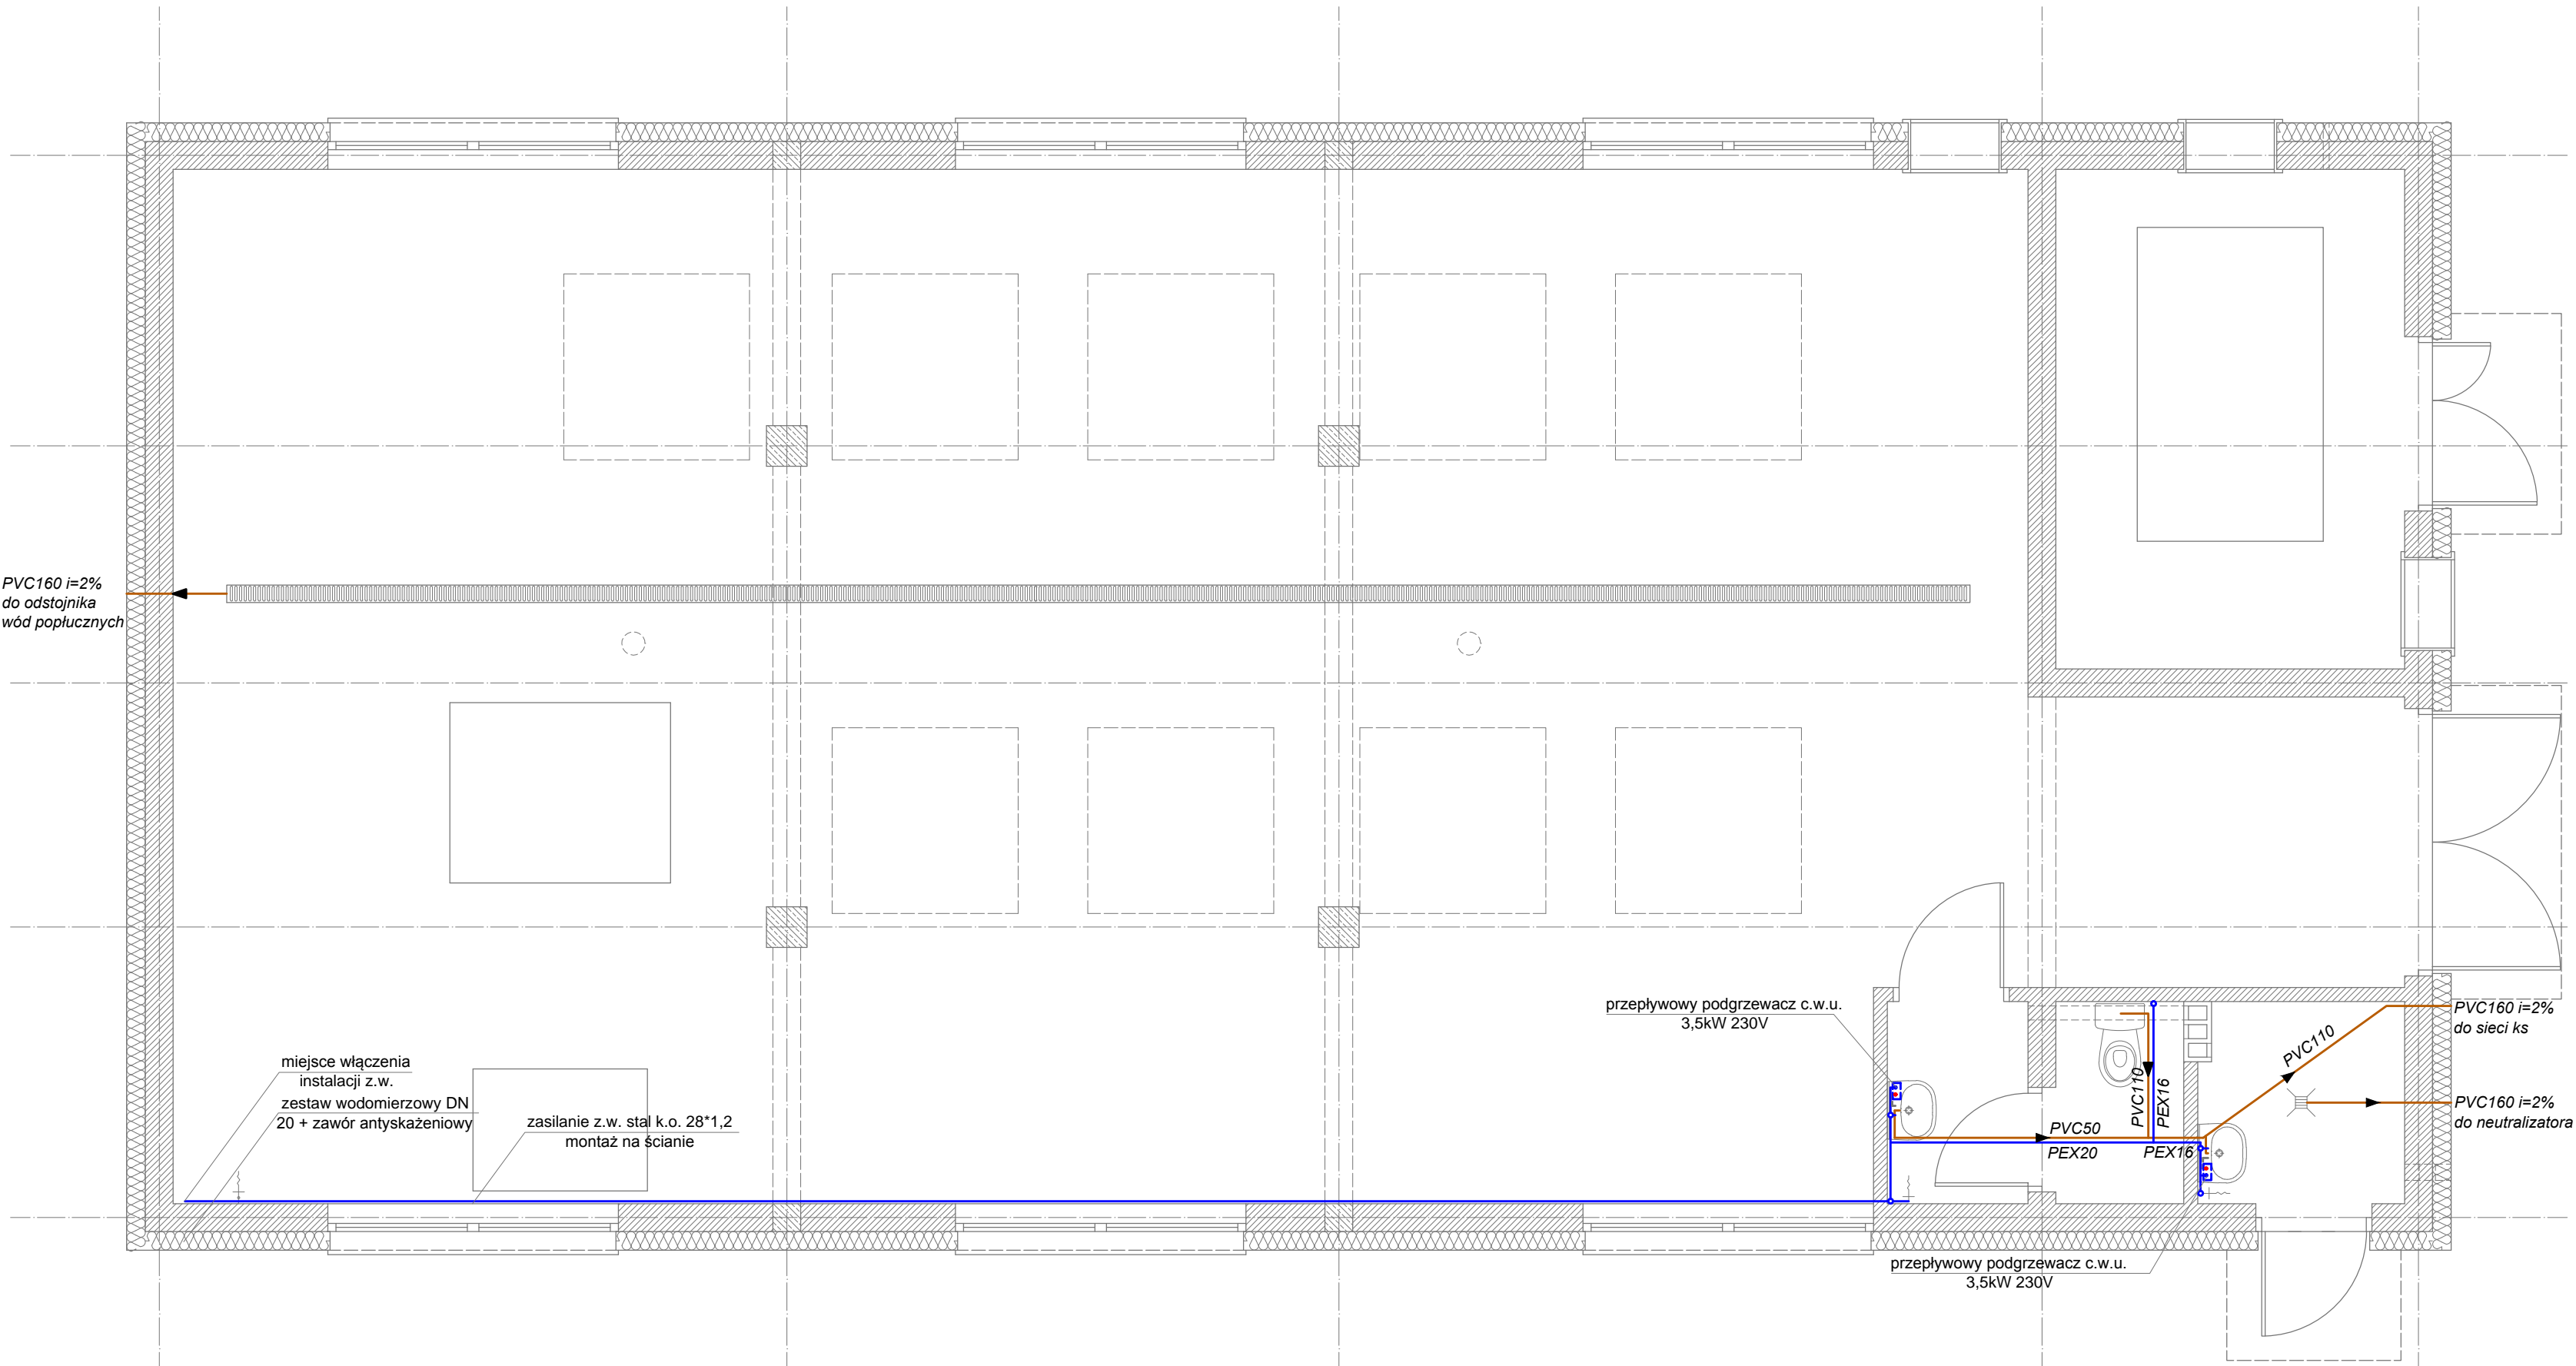 PVC160 i=2%
do odstojnika
wód popłucznych
miejsce włączenia
instalacji z.w.
zestaw wodomierzowy DN
20 + zawór antyskażeniowy
zasilanie z.w. stal k.o. 28*1,2
montaż na ścianie
przepływowy podgrzewacz c.w.u.
3,5kW 230V
PVC110
PEX16
PVC50
PEX20
PEX16
PVC110
PVC160 i=2%
do sieci ks
PVC160 i=2%
do neutralizatora
przepływowy podgrzewacz c.w.u.
3,5kW 230V